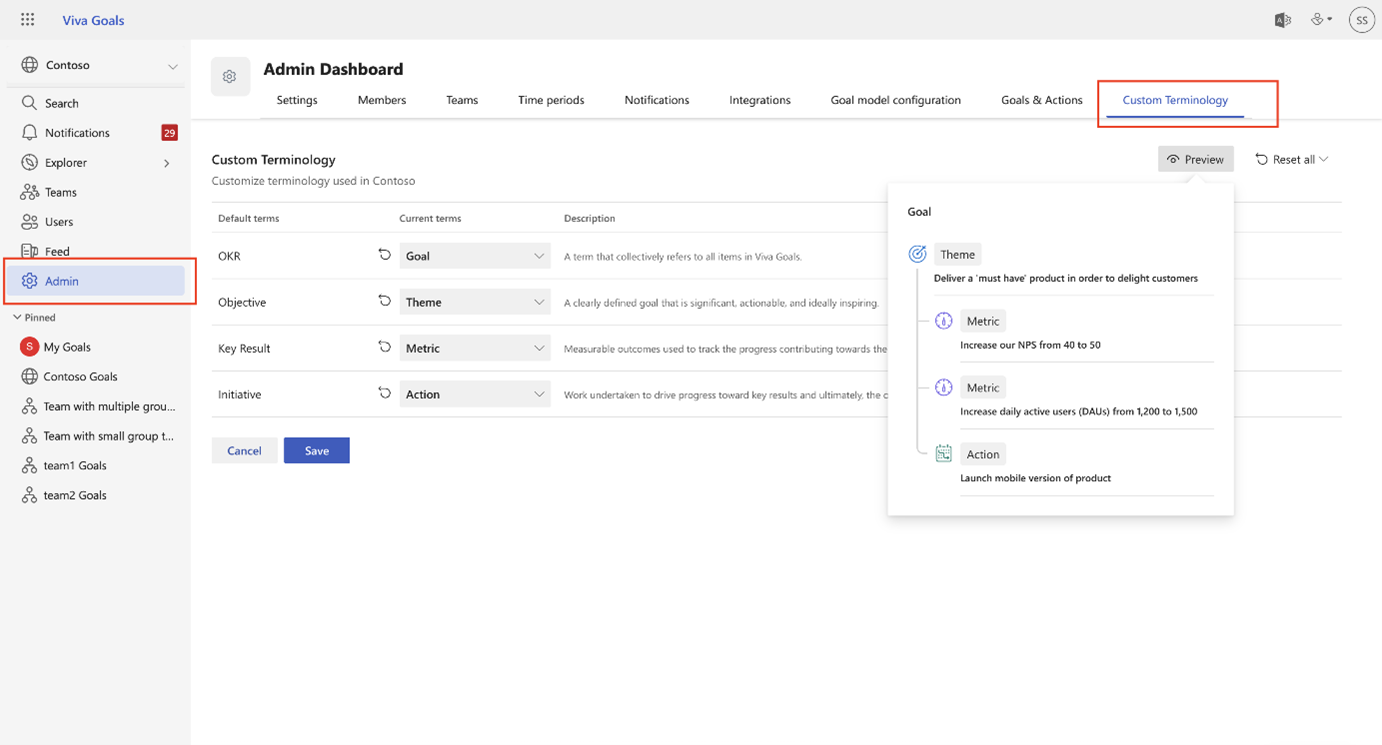 Viva Goals
SS
Contoso
Search
Notifications 29
Explorer
Teams
Users
Feed
Admin
Pinned
S My Goals
Contoso Goals
Team with multiple grou...
Team with small group t...
team1 Goals
team2 Goals
Admin Dashboard
Settings Members Teams Time periods Notifications Integrations Goal model configuration Goals & Actions Custom Terminology
Custom Terminology
Customize terminology used in Contoso
Preview Reset all
Default terms Current terms Description
OKR Goal A term that collectively refers to all items in Viva Goals.
Objective Theme A clearly defined goal that is significant, actionable, and ideally inspiring.
Key Result Metric Measurable outcomes used to track the progress contributing towards the
Initiative Action Work undertaken to drive progress toward key results and ultimately, the
Cancel Save
Goal
Theme
Deliver a 'must have' product in order to delight customers
Metric
Increase our NPS from 40 to 50
Metric
Increase daily active users (DAUs) from 1,200 to 1,500
Action
Launch mobile version of product